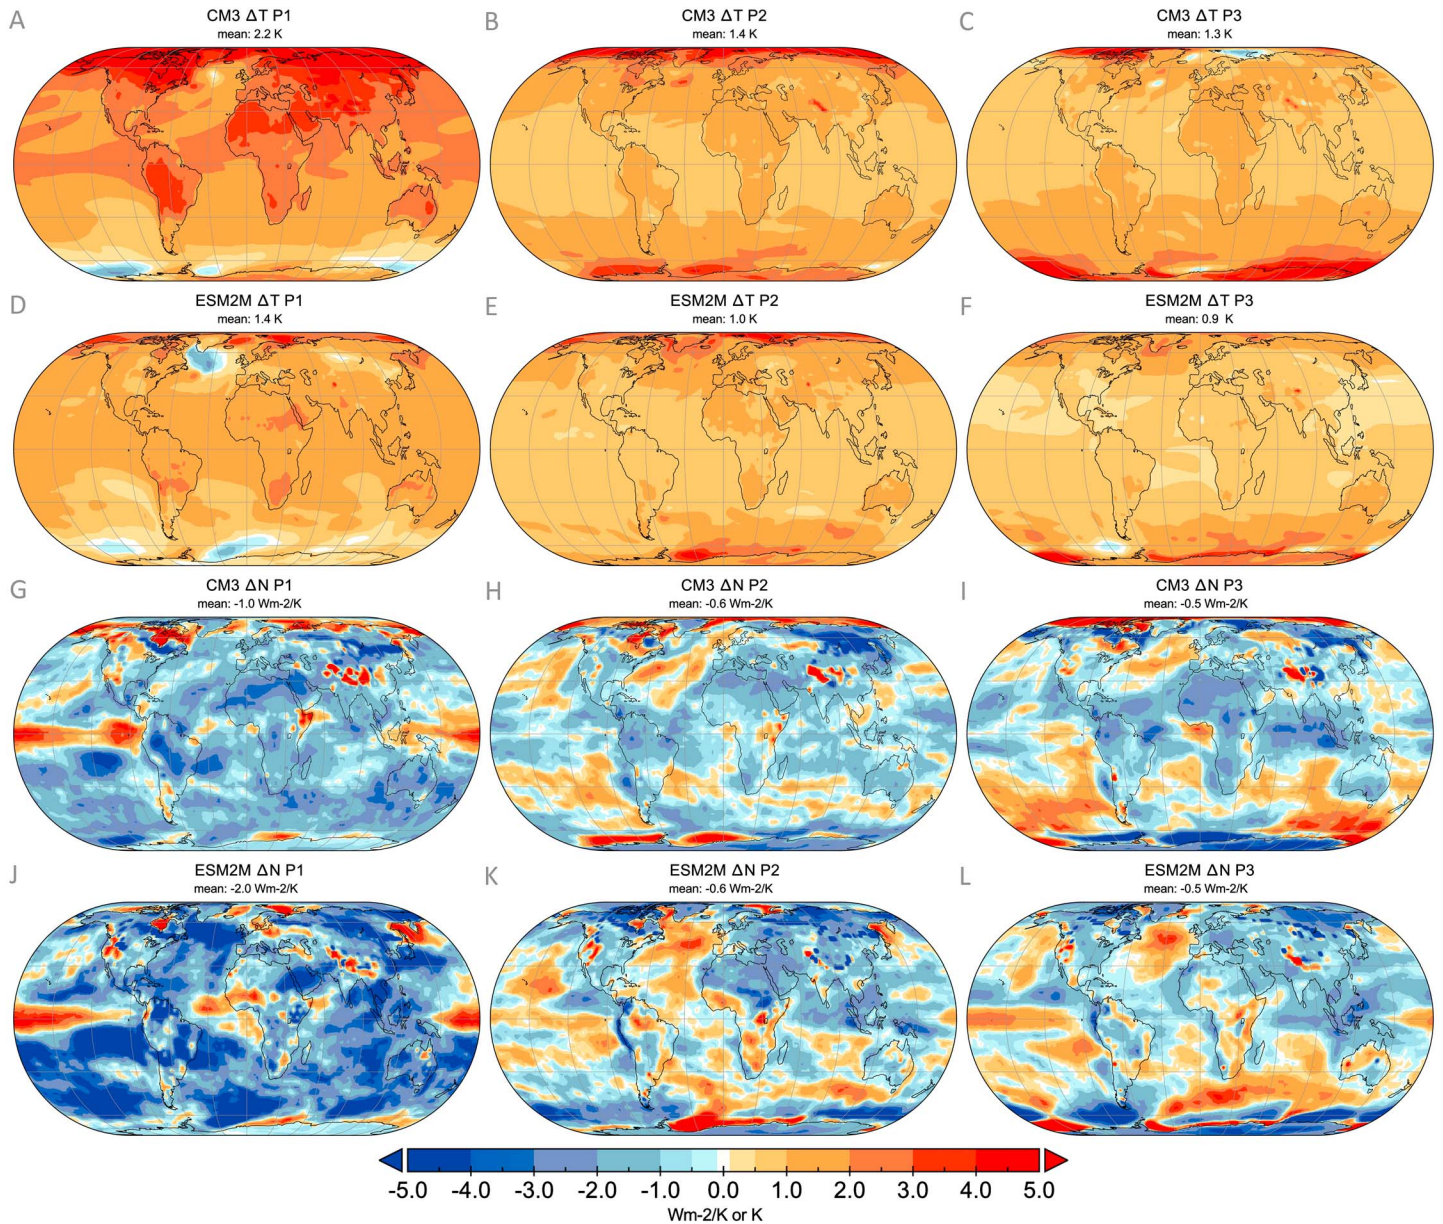 A
CM3 ΔT P1
mean: 2.2 K
B
CM3 ΔT P2
mean: 1.4 K
C
CM3 ΔT P3
mean: 1.3 K
D
ESM2M ΔT P1
mean: 1.4 K
E
ESM2M ΔT P2
mean: 1.0 K
F
ESM2M ΔT P3
mean: 0.9 K
G
CM3 ΔN P1
mean: -1.0 Wm-2/K
H
CM3 ΔN P2
mean: -0.6 Wm-2/K
I
CM3 ΔN P3
mean: -0.5 Wm-2/K
J
ESM2M ΔN P1
mean: -2.0 Wm-2/K
K
ESM2M ΔN P2
mean: -0.6 Wm-2/K
L
ESM2M ΔN P3
mean: -0.5 Wm-2/K
-5.0 -4.0 -3.0 -2.0 -1.0 0.0 1.0 2.0 3.0 4.0 5.0
Wm-2/K or K